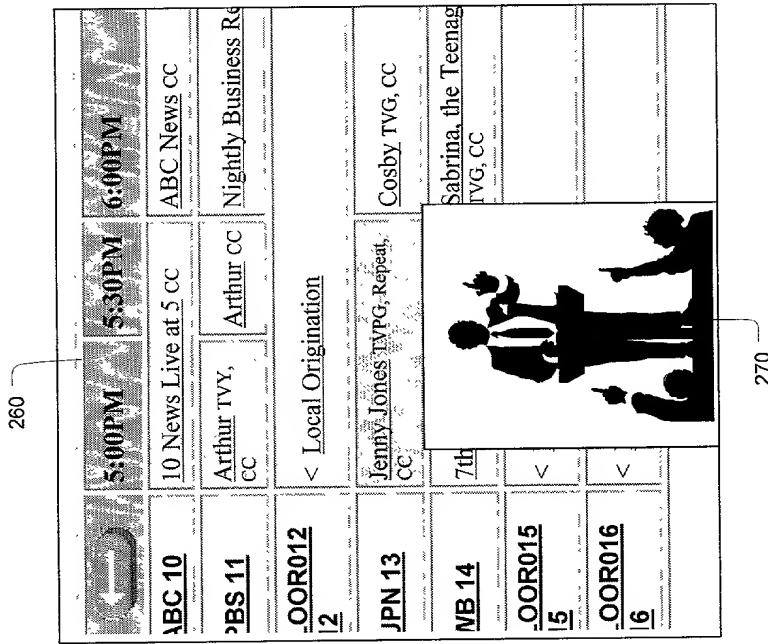 260
5:00PM 5:30PM 6:00PM
ABC 10 10 News Live at 5 CC ABC News CC
PBS 11 Arthur TVY, CC Arthur CC Nightly Business Re
.OOR012 < Local Origination
12
JPN 13 Jenny Jones TVPG, Repeat, CC Cosby TVG, CC
WB 14 7th Sabrina, the Teenag
TVG, CC
.OOR015 <
15
.OOR016 <
16
270